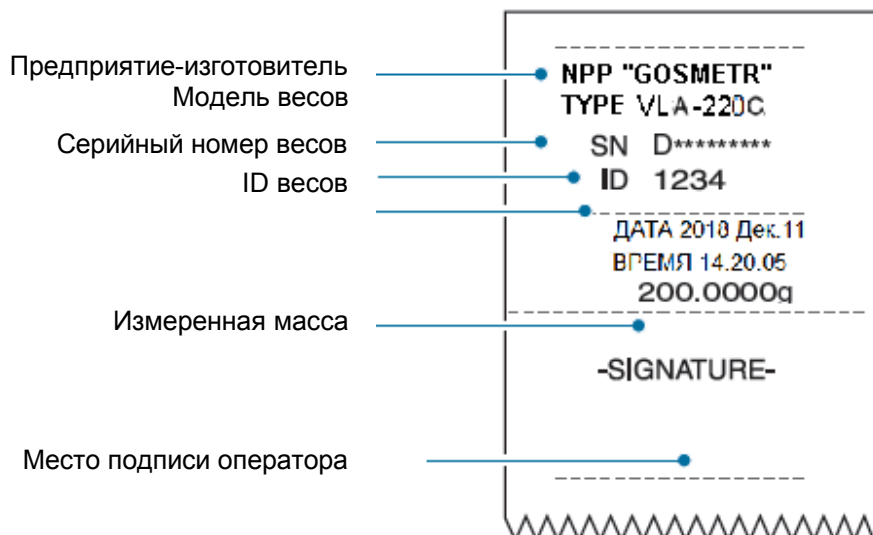 Предприятие-изготовитель
Модель весов
Серийный номер весов
ID весов
Измеренная масса
Место подписи оператора
NPP "GOSMETR"
TYPE VLA-220C
SN D*********
ID 1234
ДАТА 2018 Дек.11
ВРЕМЯ 14.20.05
200.0000g
-SIGNATURE-